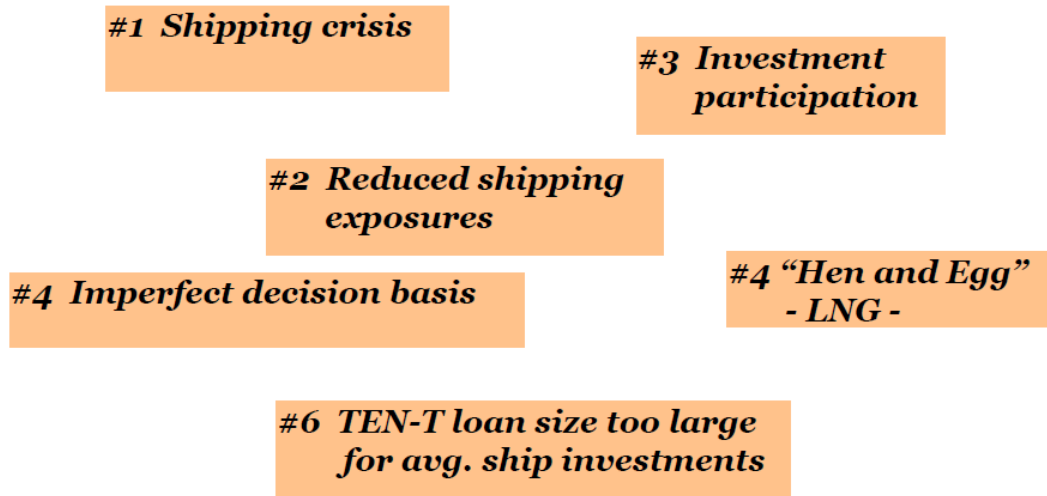 #1 Shipping crisis
#3 Investment
participation
#2 Reduced shipping
exposures
#4 Imperfect decision basis
#4 “Hen and Egg”
- LNG -
#6 TEN-T loan size too large
for avg. ship investments